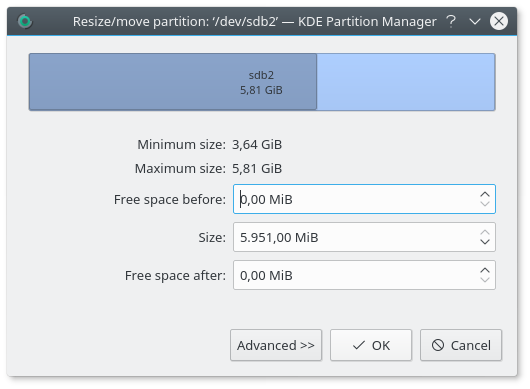 Resize/move partition: ‘/dev/sdb2’ — KDE Partition Manager
sdb2
5,81 GiB
Minimum size: 3,64 GiB
Maximum size: 5,81 GiB
Free space before: 0,00 MiB
Size: 5.951,00 MiB
Free space after: 0,00 MiB
Advanced >> OK Cancel